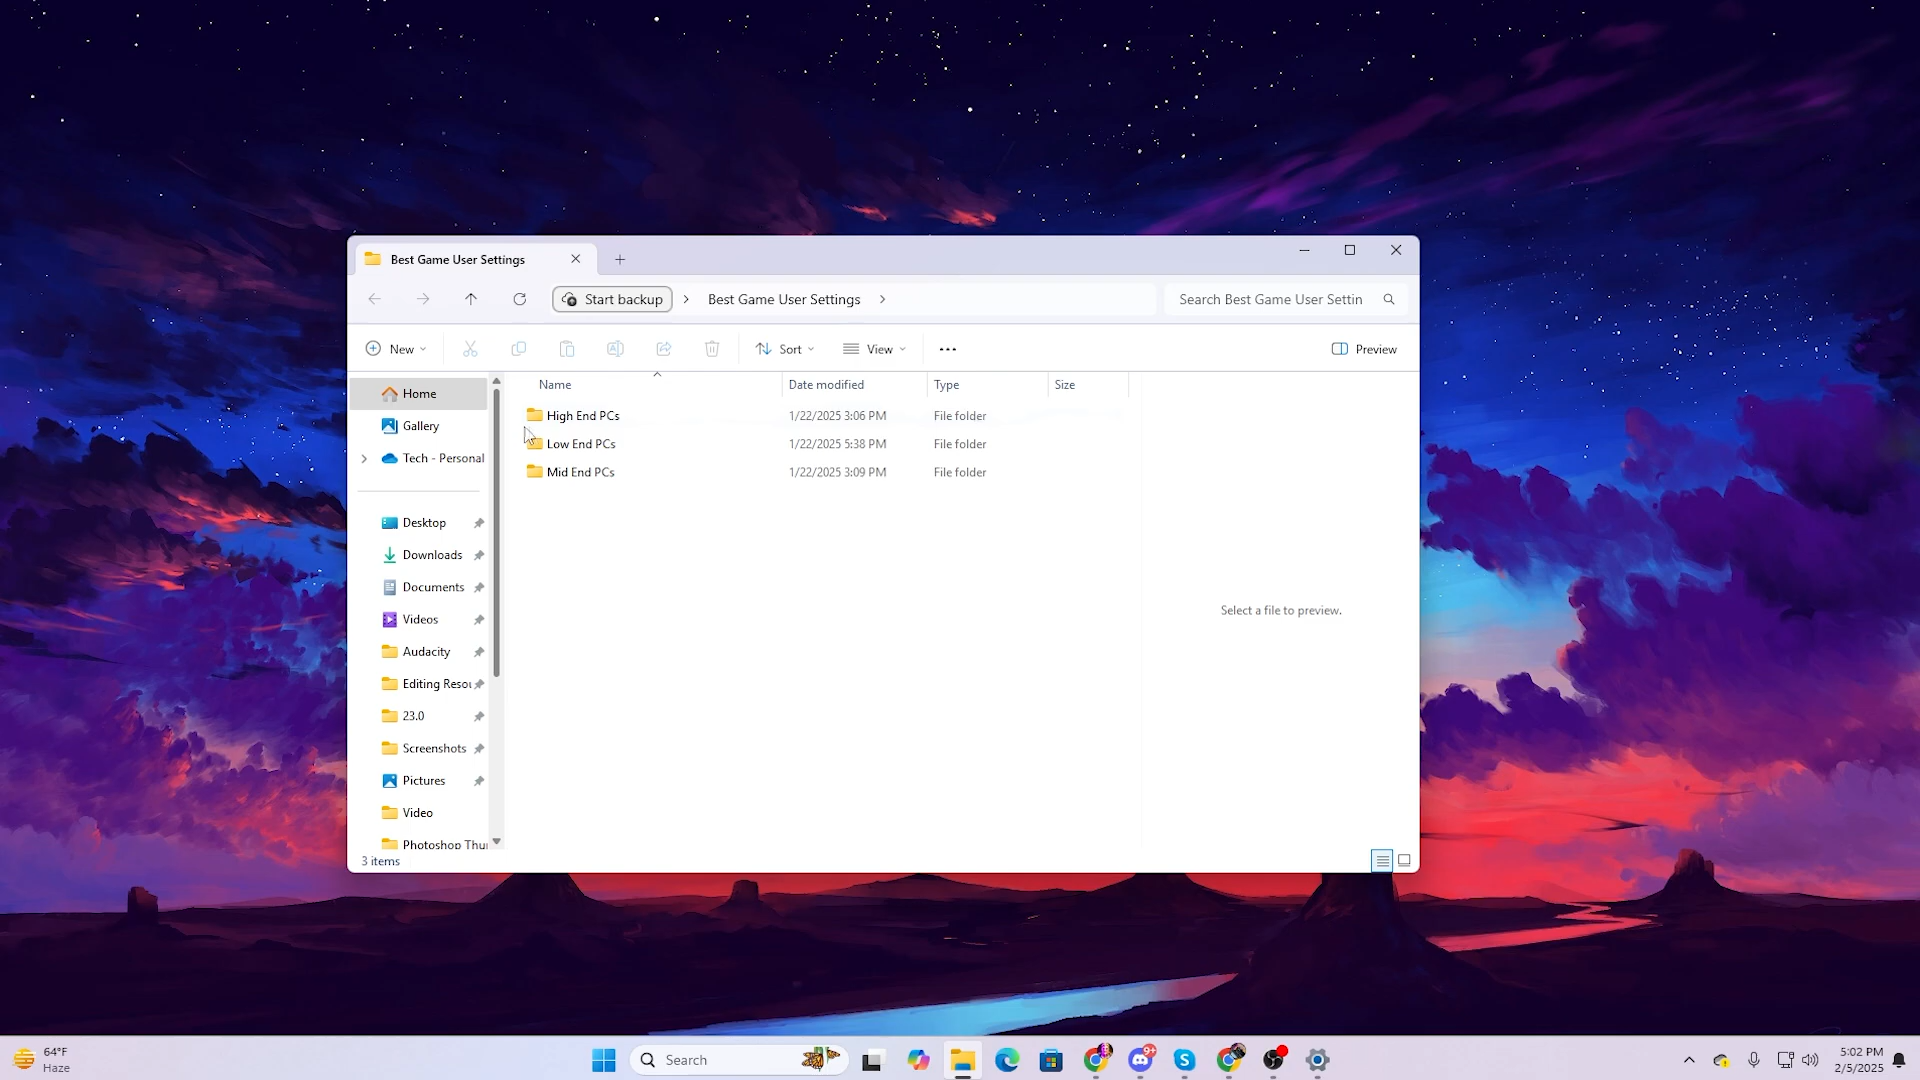 Best Game User Settings
Start backup
Best Game User Settings
Search Best Game User Settin
New
Sort
View
Preview
Name Date modified Type Size
High End PCs 1/22/2025 3:06 PM File folder
Low End PCs 1/22/2025 5:38 PM File folder
Mid End PCs 1/22/2025 3:09 PM File folder
Home
Gallery
Tech - Personal
Desktop
Downloads
Documents
Videos
Audacity
Editing Resou
23.0
Screenshots
Pictures
Video
Photoshop Thu
Select a file to preview.
3 items
64°F
Haze
Search
9+
5:02 PM
2/5/2025